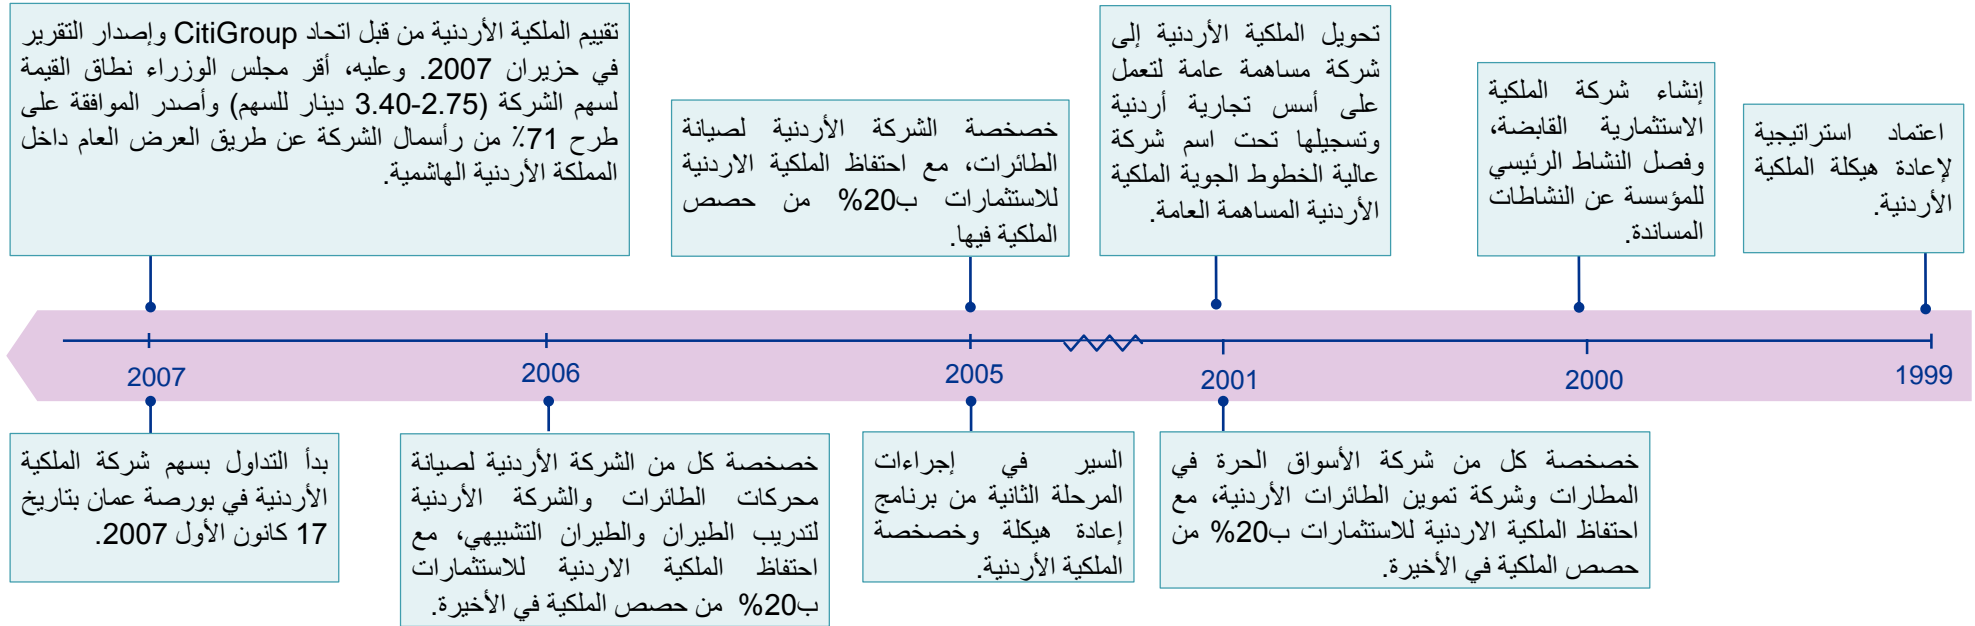 اعتماد استراتيجية
لإعادة هيكلة الملكية
الأردنية.
إنشاء شركة الملكية
الاستثمارية القابضة،
وفصل النشاط الرئيسي
للمؤسسة عن النشاطات
المساندة.
تحويل الملكية الأردنية إلى
شركة مساهمة عامة لتعمل
على أسس تجارية أردنية
وتسجيلها تحت اسم شركة
عالية الخطوط الجوية الملكية
الأردنية المساهمة العامة.
خصخصة الشركة الأردنية لصيانة
الطائرات، مع احتفاظ الملكية الاردنية
للاستثمارات ب20% من حصص
الملكية فيها.
تقييم الملكية الأردنية من قبل اتحاد CitiGroup وإصدار التقرير
في حزيران 2007. وعليه، أقر مجلس الوزراء نطاق القيمة
لسهم الشركة (2.75-3.40 دينار للسهم) وأصدر الموافقة على
طرح 71٪ من رأسمال الشركة عن طريق العرض العام داخل
المملكة الأردنية الهاشمية.
1999
2000
2001
2005
2006
2007
خصخصة كل من شركة الأسواق الحرة في
المطارات وشركة تموين الطائرات الأردنية، مع
احتفاظ الملكية الاردنية للاستثمارات ب20% من
حصص الملكية في الأخيرة.
السير في إجراءات
المرحلة الثانية من برنامج
إعادة هيكلة وخصخصة
الملكية الأردنية.
خصخصة كل من الشركة الأردنية لصيانة
محركات الطائرات والشركة الأردنية
لتدريب الطيران والطيران التشبيهي، مع
احتفاظ الملكية الاردنية للاستثمارات
ب20% من حصص الملكية في الأخيرة.
بدأ التداول بسهم شركة الملكية
الأردنية في بورصة عمان بتاريخ
17 كانون الأول 2007.